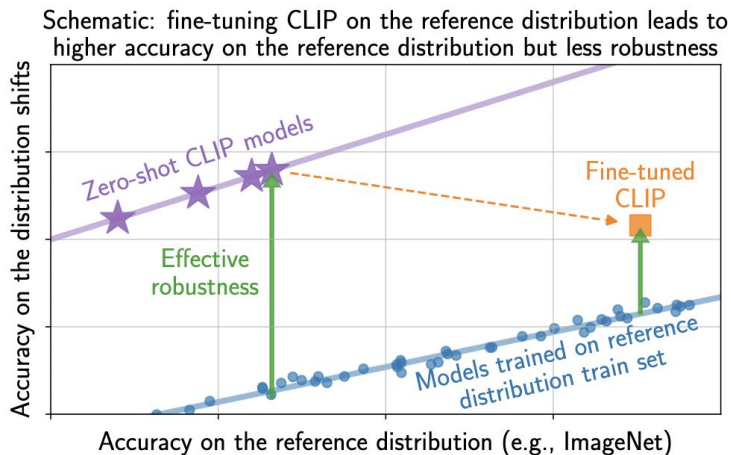 Schematic: fine-tuning CLIP on the reference distribution leads to
higher accuracy on the reference distribution but less robustness
Accuracy on the distribution shifts
Zero-shot CLIP models
Fine-tuned
CLIP
Effective
robustness
Models trained on reference
distribution train set
Accuracy on the reference distribution (e.g., ImageNet)